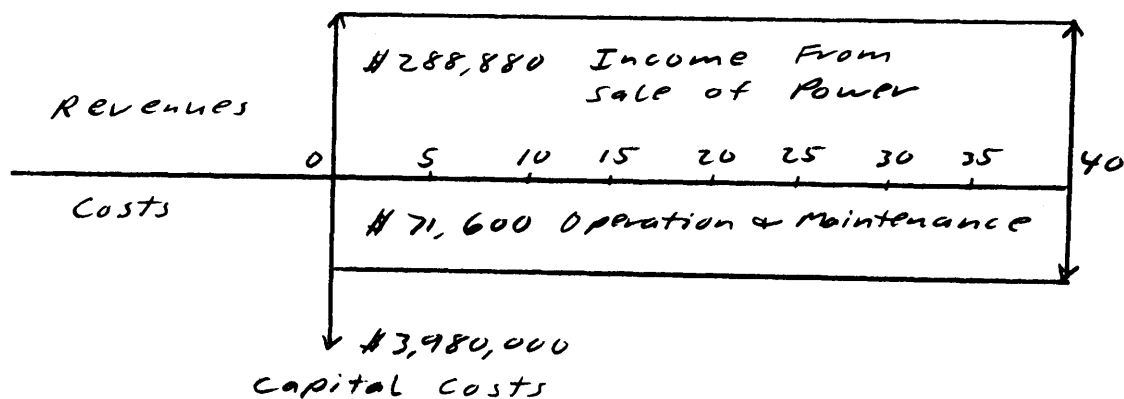 $288,880 Income From
Sale of Power
Revenues
0 5 10 15 20 25 30 35 40
Costs
$71,600 Operation & Maintenance
$3,980,000
Capital Costs